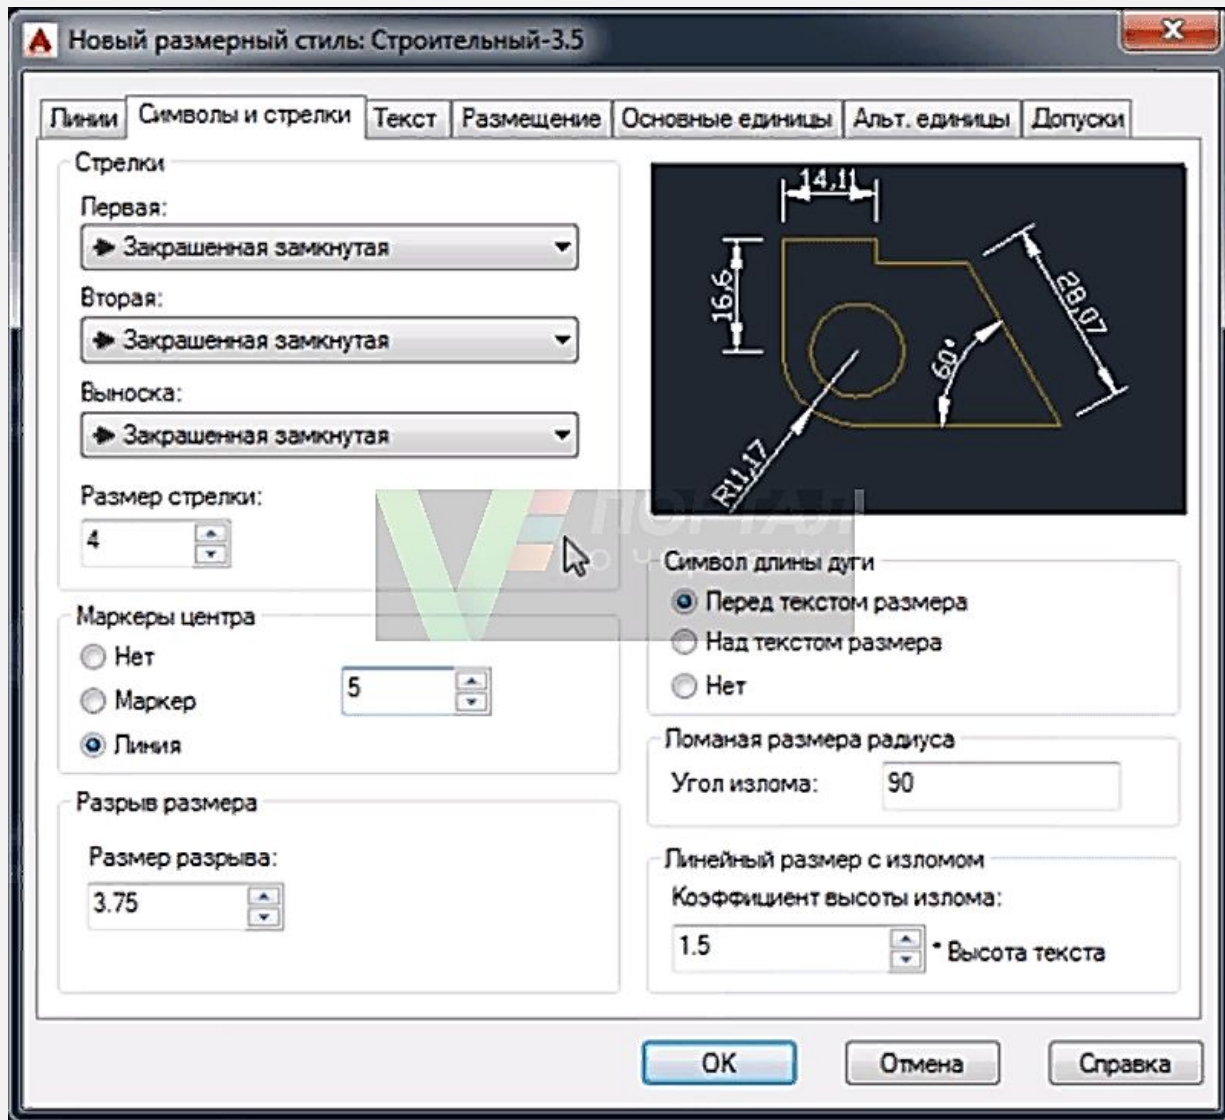 Новый размерный стиль: Строительный-3.5
Линии
Символы и стрелки
Текст
Размещение
Основные единицы
Альт. единицы
Допуски
Стрелки
Первая:
Закрашенная замкнутая
Вторая:
Закрашенная замкнутая
Выноска:
Закрашенная замкнутая
Размер стрелки:
4
Маркеры центра
Нет
Маркер
Линия
5
Разрыв размера
Размер разрыва:
3.75
14,11
16,6
28,07
60°
R11,17
ПОРТАЛ
о черчении
Символ длины дуги
Перед текстом размера
Над текстом размера
Нет
Ломаная размера радиуса
Угол излома:
90
Линейный размер с изломом
Коэффициент высоты излома:
1.5
* Высота текста
OK
Отмена
Справка